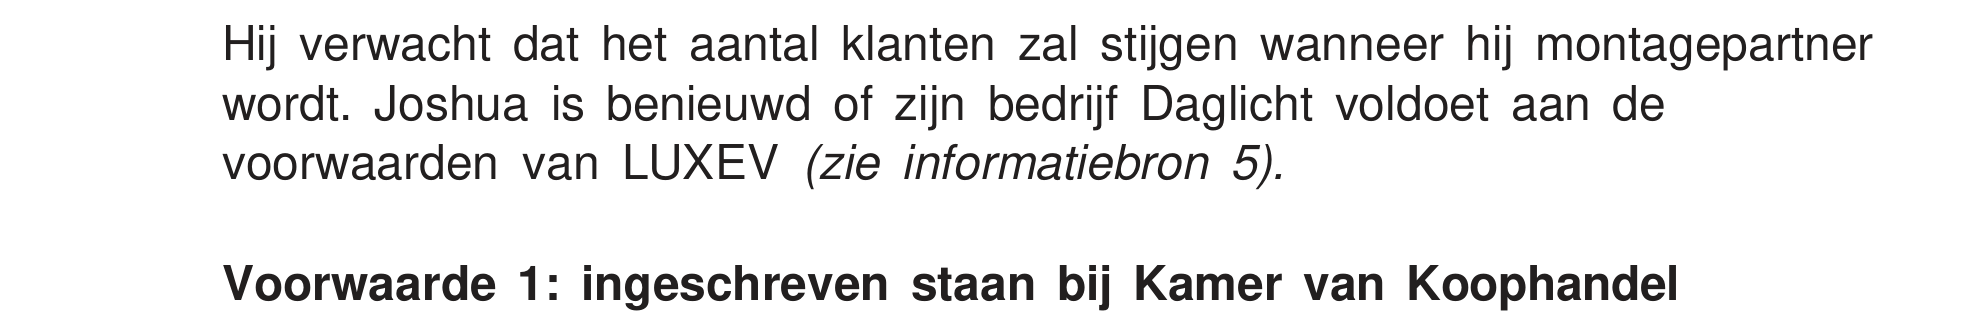 Hij verwacht dat het aantal klanten zal stijgen wanneer hij montagepartner
wordt. Joshua is benieuwd of zijn bedrijf Daglicht voldoet aan de
voorwaarden van LUXEV (zie informatiebron 5).
Voorwaarde 1: ingeschreven staan bij Kamer van Koophandel